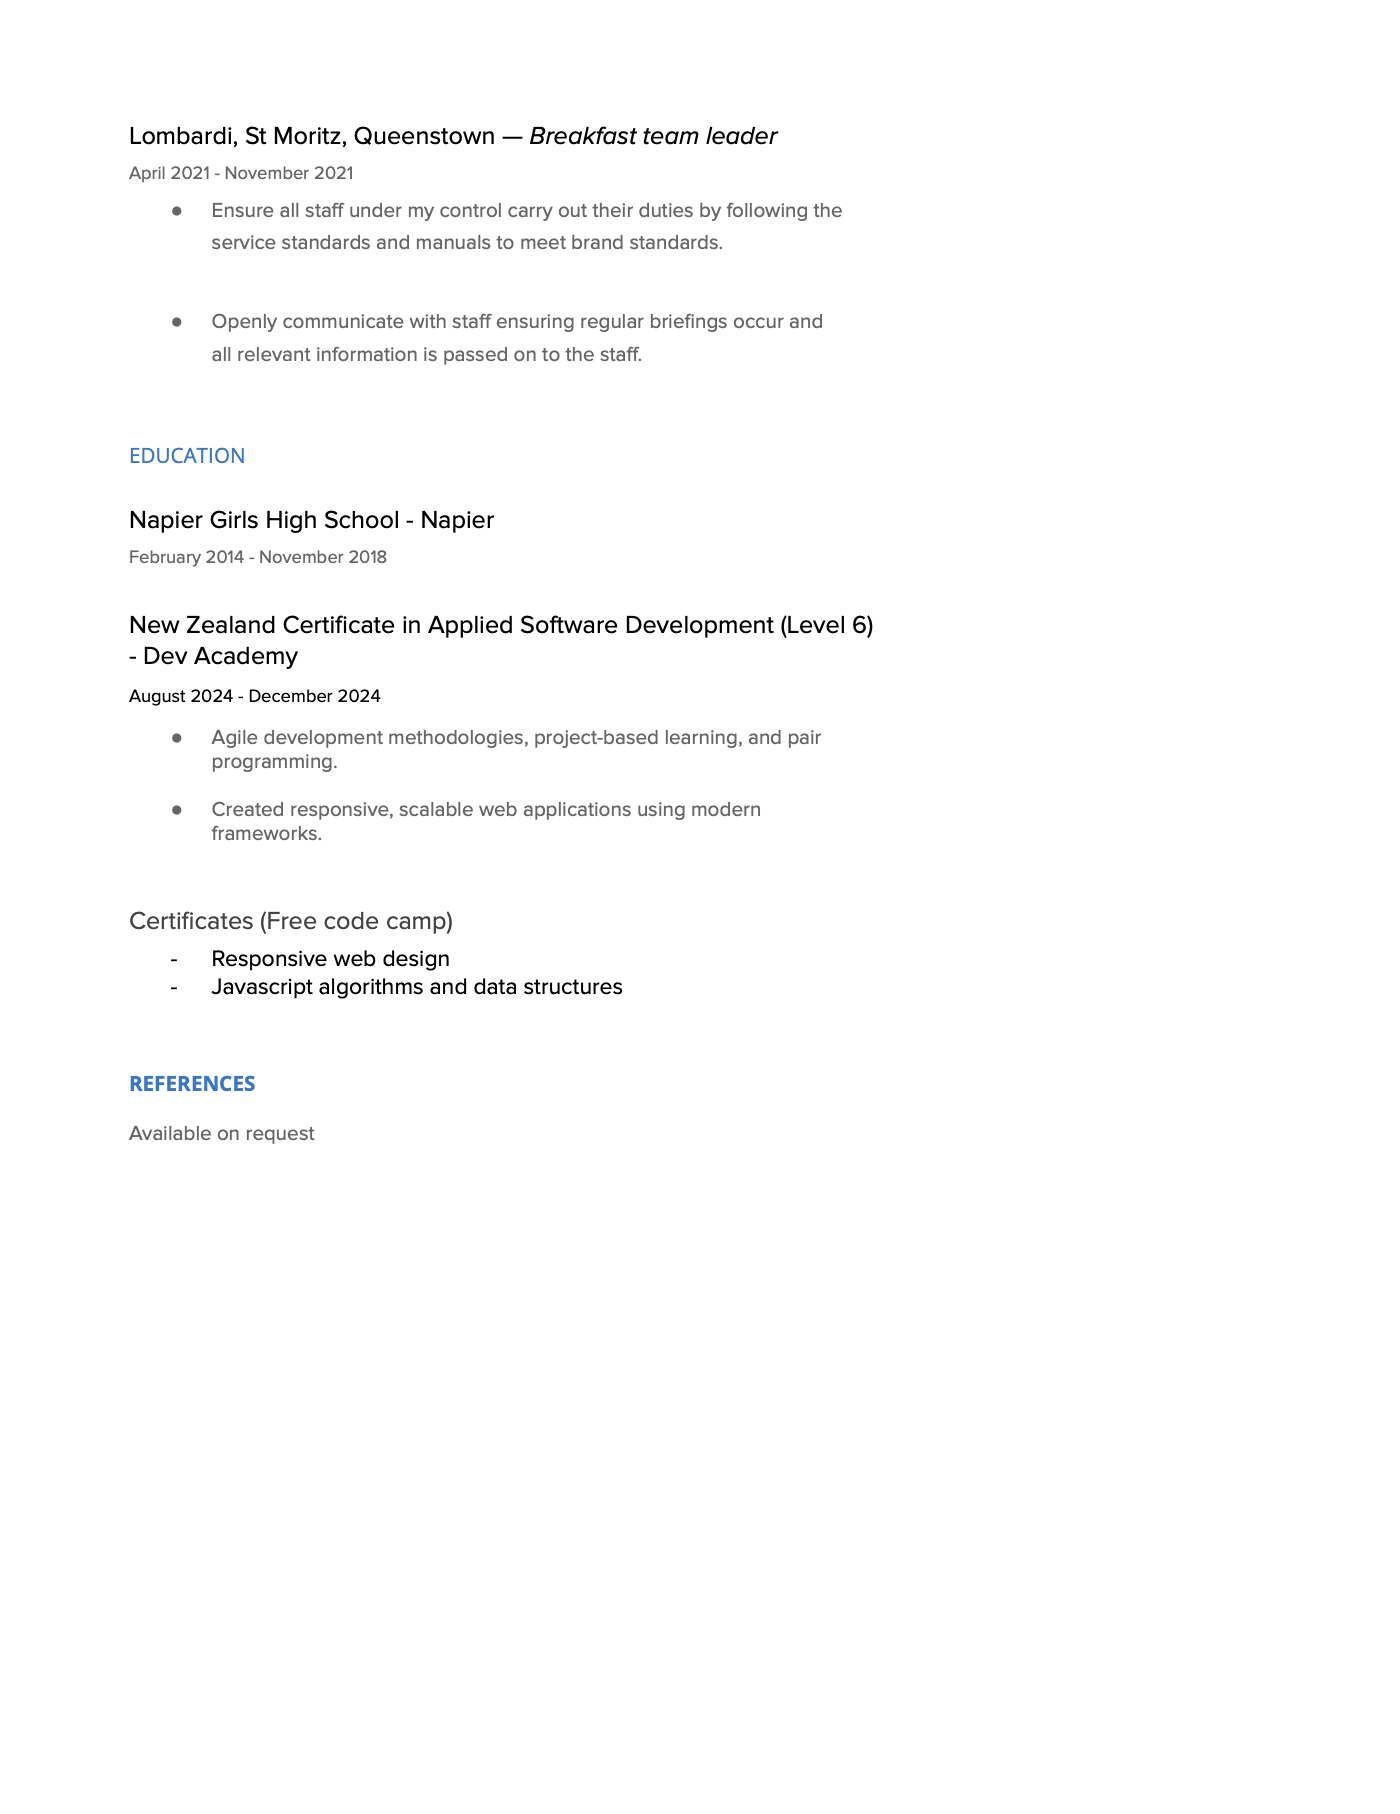 Lombardi, St Moritz, Queenstown — Breakfast team leader
April 2021 - November 2021
● Ensure all staff under my control carry out their duties by following the
service standards and manuals to meet brand standards.
● Openly communicate with staff ensuring regular briefings occur and
all relevant information is passed on to the staff.
EDUCATION
Napier Girls High School - Napier
February 2014 - November 2018
New Zealand Certificate in Applied Software Development (Level 6)
- Dev Academy
August 2024 - December 2024
● Agile development methodologies, project-based learning, and pair
programming.
● Created responsive, scalable web applications using modern
frameworks.
Certificates (Free code camp)
- Responsive web design
- Javascript algorithms and data structures
REFERENCES
Available on request